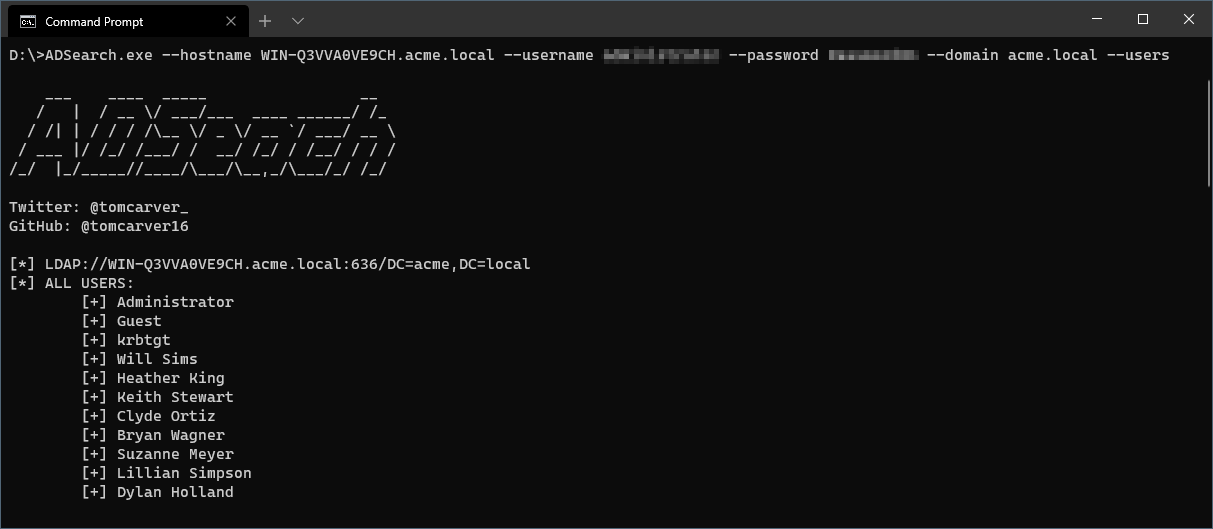 Command Prompt
D:\>ADSearch.exe --hostname WIN-Q3VVA0VE9CH.acme.local --username --password --domain acme.local --users
ADSeach
Twitter: @tomcarver_
GitHub: @tomcarver16
[*] LDAP://WIN-Q3VVA0VE9CH.acme.local:636/DC=acme,DC=local
[*] ALL USERS:
[+] Administrator
[+] Guest
[+] krbtgt
[+] Will Sims
[+] Heather King
[+] Keith Stewart
[+] Clyde Ortiz
[+] Bryan Wagner
[+] Suzanne Meyer
[+] Lillian Simpson
[+] Dylan Holland